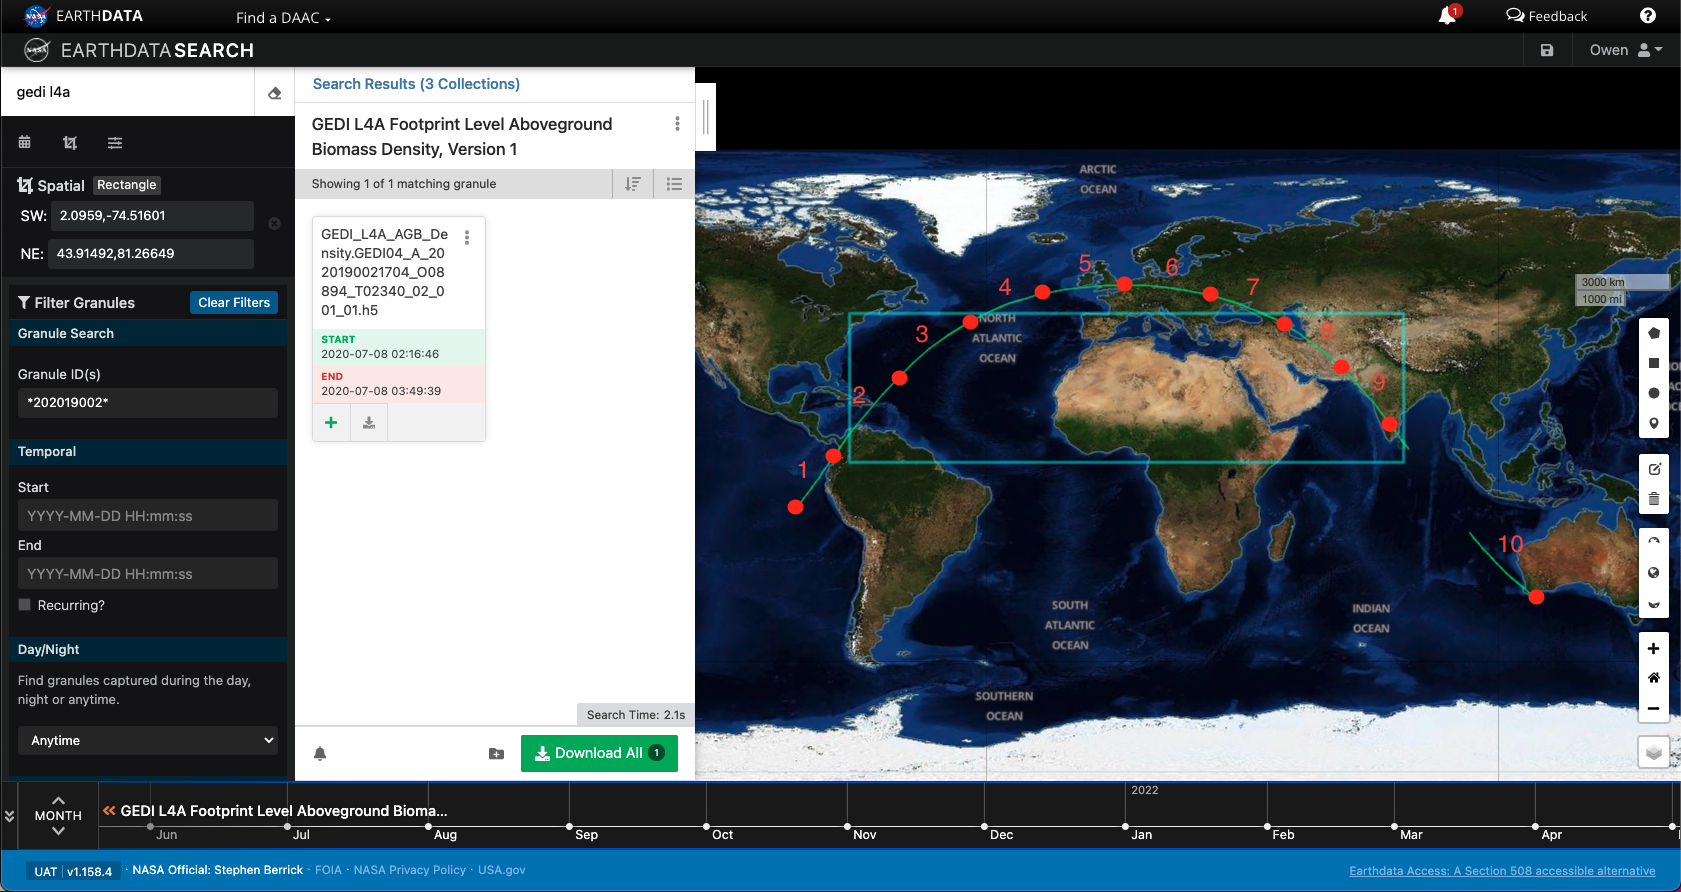 EARTHDATA
Find a DAAC
1
Feedback
EARTHDATA SEARCH
Owen
gedi l4a
Spatial Rectangle
SW: 2.0959,-74.51601
NE: 43.91492,81.26649
Filter Granules
Clear Filters
Granule Search
Granule ID(s)
*202019002*
Temporal
Start
YYYY-MM-DD HH:mm:ss
End
YYYY-MM-DD HH:mm:ss
Recurring?
Day/Night
Find granules captured during the day,
night or anytime.
Anytime
Search Results (3 Collections)
GEDI L4A Footprint Level Aboveground
Biomass Density, Version 1
Showing 1 of 1 matching granule
GEDI_L4A_AGB_De
nsity.GEDI04_A_20
20190021704_O08
894_T02340_02_0
01_01.h5
START
2020-07-08 02:16:46
END
2020-07-08 03:49:39
Search Time: 2.1s
Download All 1
ARCTIC
OCEAN
5
6
4
7
3000 km
1000 mi
NORTH
ATLANTIC
OCEAN
3
8
2
9
1
10
SOUTH
ATLANTIC
OCEAN
INDIAN
OCEAN
SOUTHERN
OCEAN
MONTH
GEDI L4A Footprint Level Aboveground Bioma...
2022
Jun
Jul
Aug
Sep
Oct
Nov
Dec
Jan
Feb
Mar
Apr
UAT v1.158.4 · NASA Official: Stephen Berrick · FOIA · NASA Privacy Policy · USA.gov
Earthdata Access: A Section 508 accessible alternative